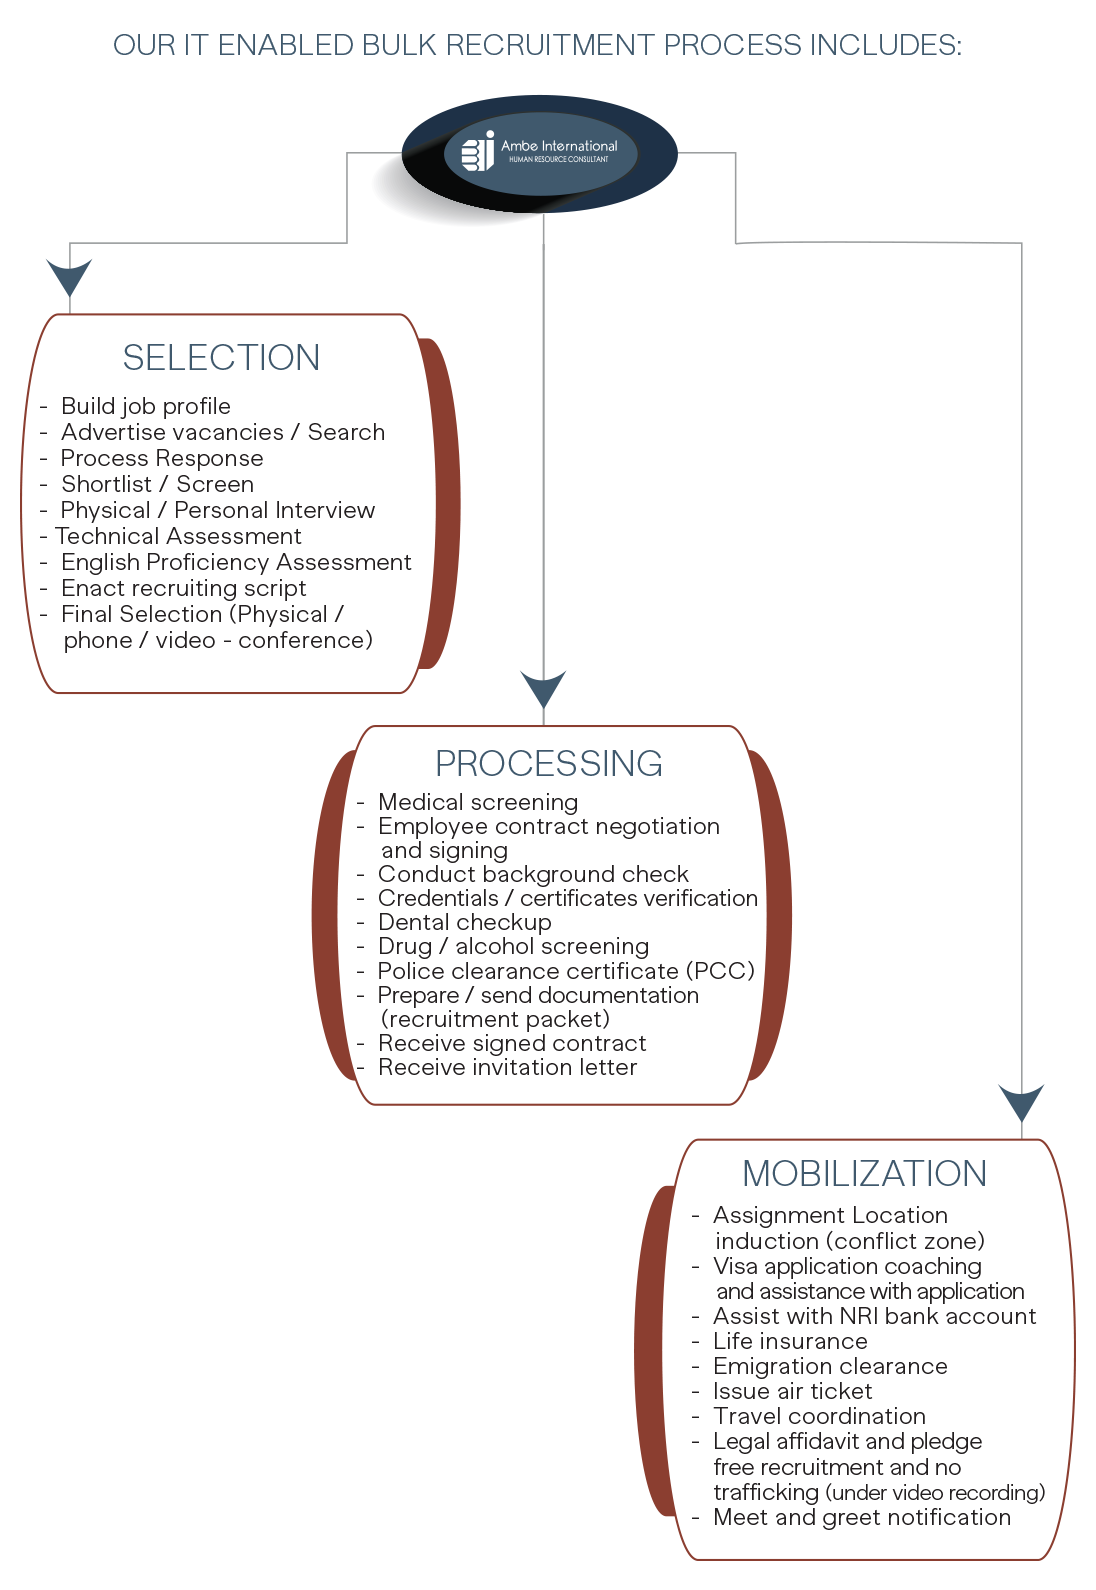 OUR IT ENABLED BULK RECRUITMENT PROCESS INCLUDES:
Ambe International
HUMAN RESOURCE CONSULTANT
SELECTION
- Build job profile
- Advertise vacancies / Search
- Process Response
- Shortlist / Screen
- Physical / Personal Interview
- Technical Assessment
- English Proficiency Assessment
- Enact recruiting script
- Final Selection (Physical /
phone / video - conference)
PROCESSING
- Medical screening
- Employee contract negotiation
and signing
- Conduct background check
- Credentials / certificates verification
- Dental checkup
- Drug / alcohol screening
- Police clearance certificate (PCC)
- Prepare / send documentation
(recruitment packet)
- Receive signed contract
- Receive invitation letter
MOBILIZATION
- Assignment Location
induction (conflict zone)
- Visa application coaching
and assistance with application
- Assist with NRI bank account
- Life insurance
- Emigration clearance
- Issue air ticket
- Travel coordination
- Legal affidavit and pledge
free recruitment and no
trafficking (under video recording)
- Meet and greet notification